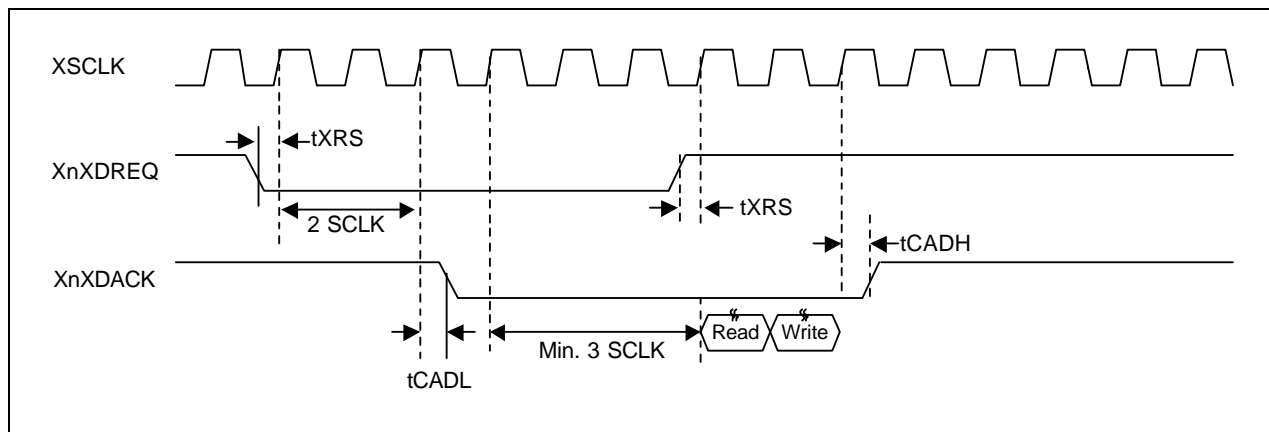 XSCLK
tXRS
XnXDREQ
2 SCLK
tXRS
tCADH
XnXDACK
Read
Write
Min. 3 SCLK
tCADL